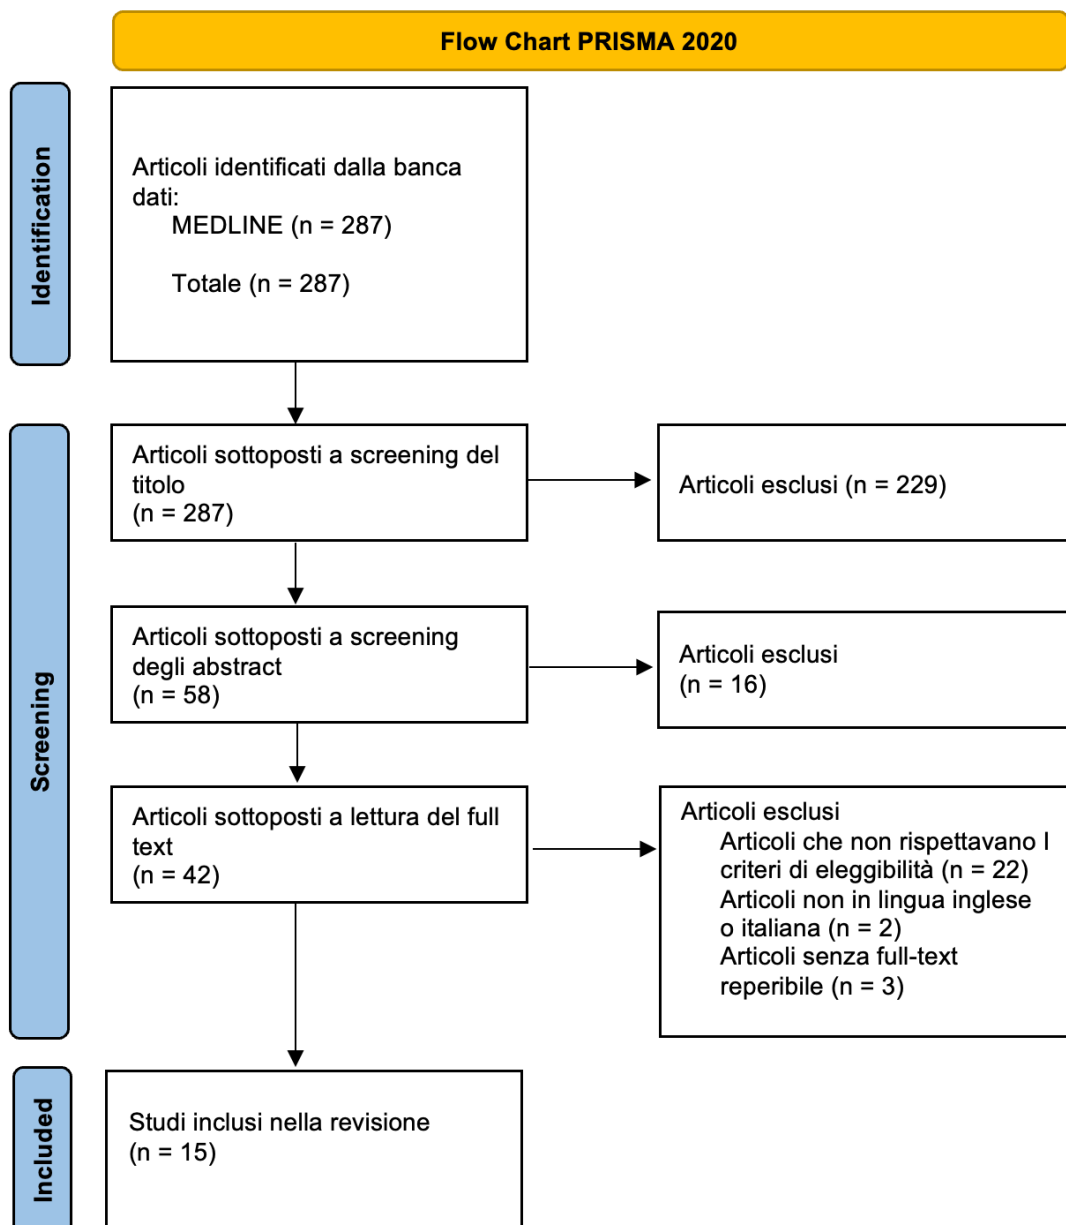 Flow Chart PRISMA 2020
Identification
Articoli identificati dalla banca
dati:
MEDLINE (n = 287)
Totale (n = 287)
Screening
Articoli sottoposti a screening del
titolo
(n = 287)
Articoli esclusi (n = 229)
Articoli sottoposti a screening
degli abstract
(n = 58)
Articoli esclusi
(n = 16)
Articoli sottoposti a lettura del full
text
(n = 42)
Articoli esclusi
Articoli che non rispettavano I
criteri di eleggibilità (n = 22)
Articoli non in lingua inglese
o italiana (n = 2)
Articoli senza full-text
reperibile (n = 3)
Included
Studi inclusi nella revisione
(n = 15)